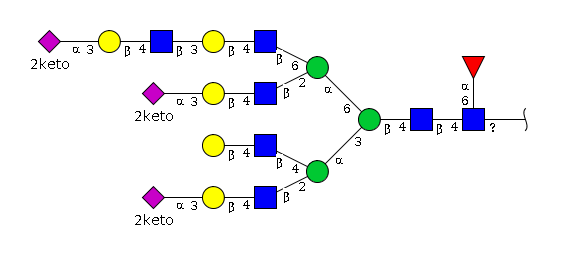 α 3 β 4 β 3 β 4 β 6
2keto
α 3 β 4 β 2 α 6
2keto
α 6
β 4 β 4 ?
β 4 β 4 α 3
α 3 β 4 β 2
2keto